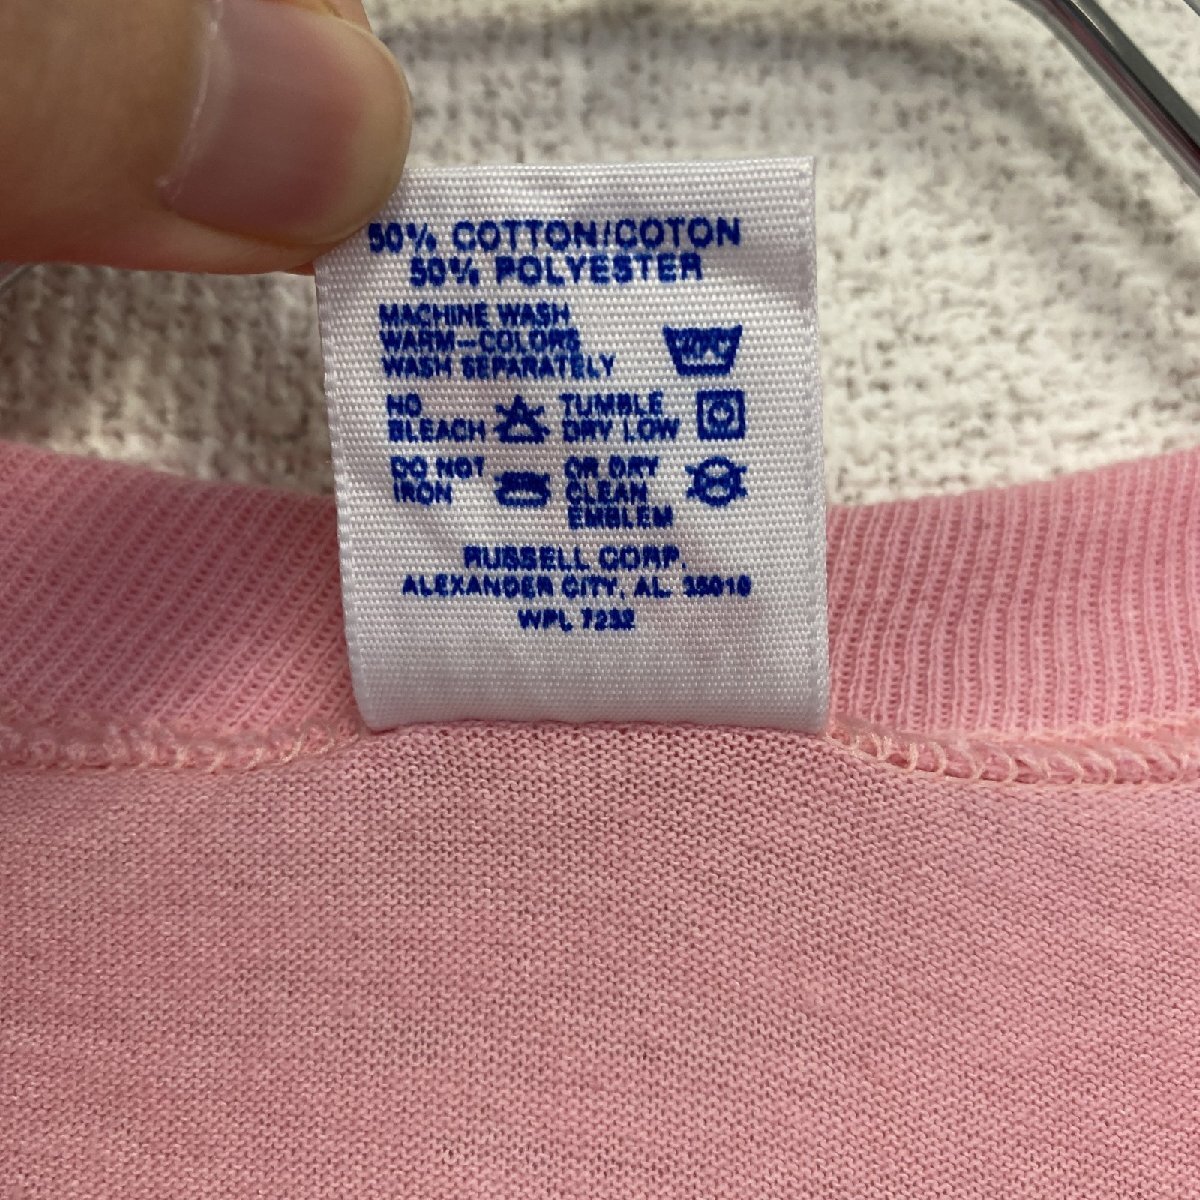 50% COTTON/COTON
50% POLYESTER
MACHINE WASH
WARM-COLORS
WASH SEPARATELY
NO
BLEACH
TUMBLE
DRY LOW
DO NOT
IRON
OR DRY
CLEAN
EMBLEM
RUSSELL CORP.
ALEXANDER CITY, AL. 35010
WPL 7232